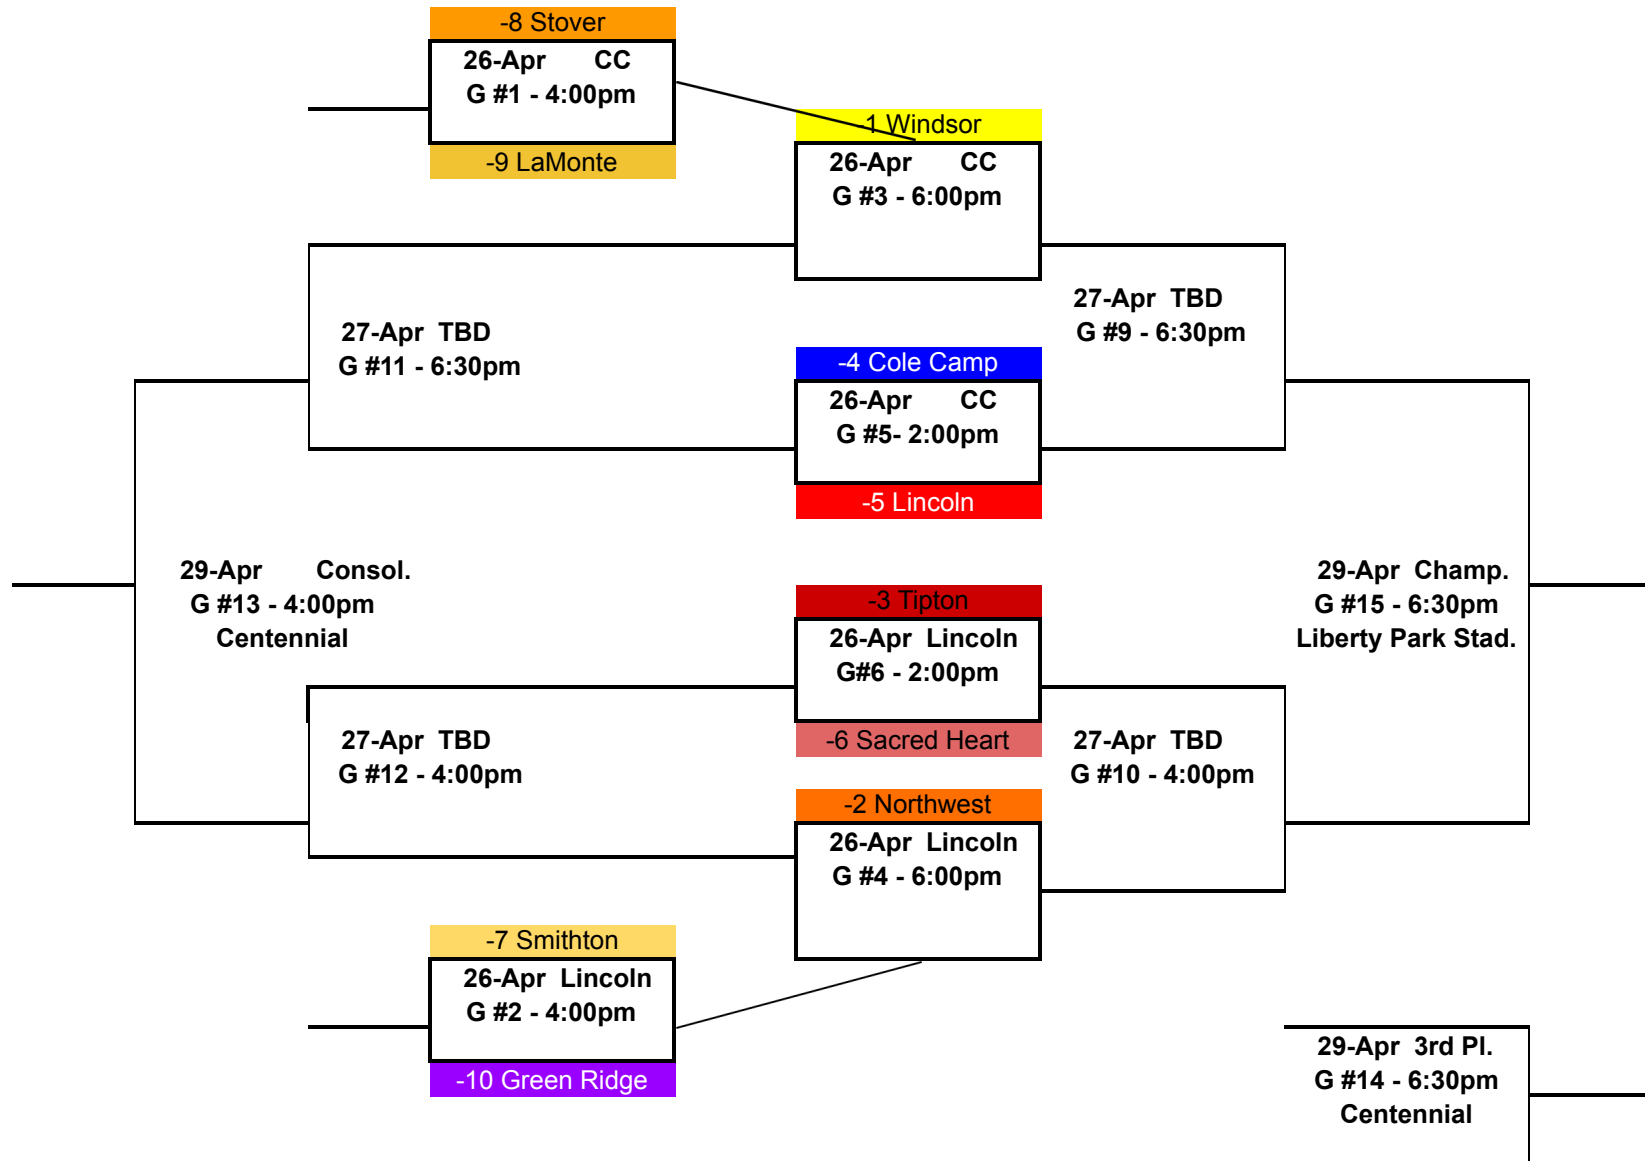 -8 Stover
26-Apr CC
G #1 - 4:00pm
-9 LaMonte
-1 Windsor
26-Apr CC
G #3 - 6:00pm
27-Apr TBD
G #9 - 6:30pm
27-Apr TBD
G #11 - 6:30pm
-4 Cole Camp
26-Apr CC
G #5- 2:00pm
-5 Lincoln
29-Apr Consol.
G #13 - 4:00pm
Centennial
29-Apr Champ.
G #15 - 6:30pm
Liberty Park Stad.
-3 Tipton
26-Apr Lincoln
G#6 - 2:00pm
-6 Sacred Heart
27-Apr TBD
G #12 - 4:00pm
27-Apr TBD
G #10 - 4:00pm
-2 Northwest
26-Apr Lincoln
G #4 - 6:00pm
-7 Smithton
26-Apr Lincoln
G #2 - 4:00pm
-10 Green Ridge
29-Apr 3rd Pl.
G #14 - 6:30pm
Centennial